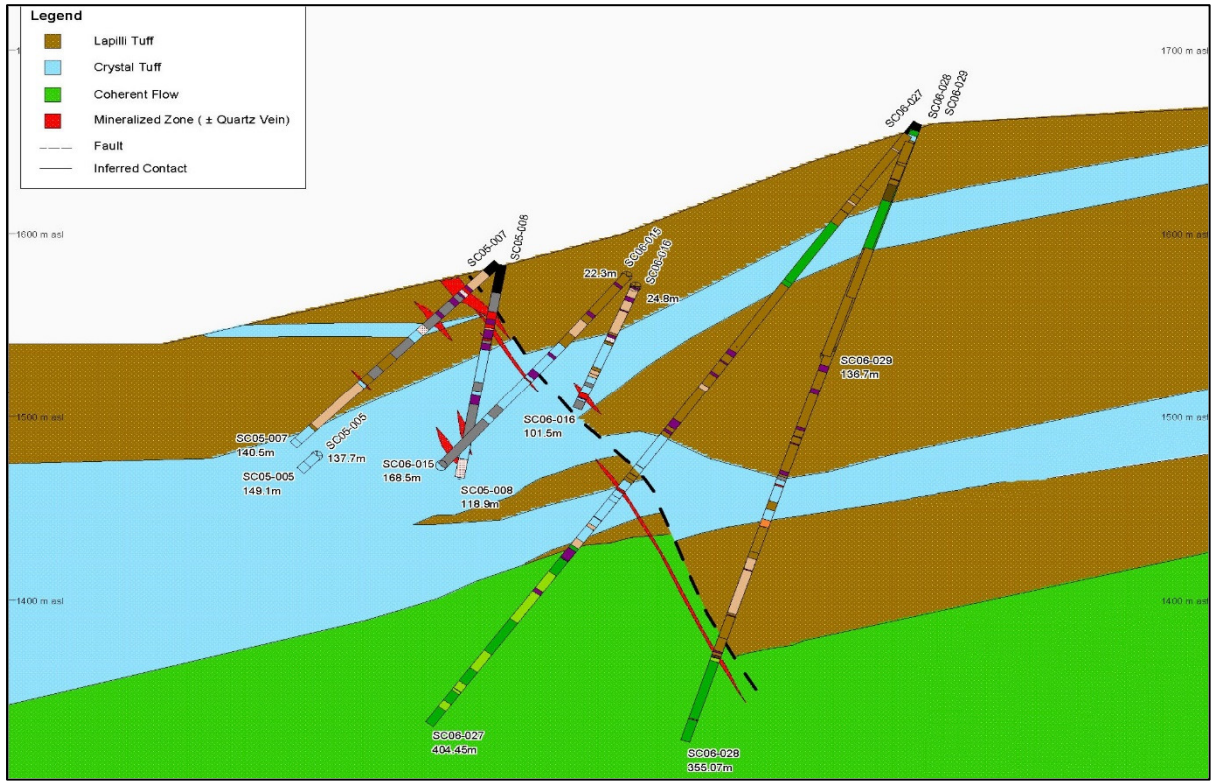 Legend
Lapilli Tuff
Crystal Tuff
Coherent Flow
Mineralized Zone ( ± Quartz Vein)
Fault
Inferred Contact
1700 m asl
SC06-027
SC06-028
SC06-029
1600 m asl
SC05-007
SC05-008
SC06-015
SC06-016
1600 m asl
22.3m
24.8m
SC06-029
136.7m
1500 m asl
SC06-016
101.5m
1500 m asl
SC05-007
140.5m
SC05-005
137.7m
SC05-005
149.1m
SC06-015
168.5m
SC05-008
118.9m
1400 m asl
1400 m asl
SC06-027
404.45m
SC06-028
355.07m